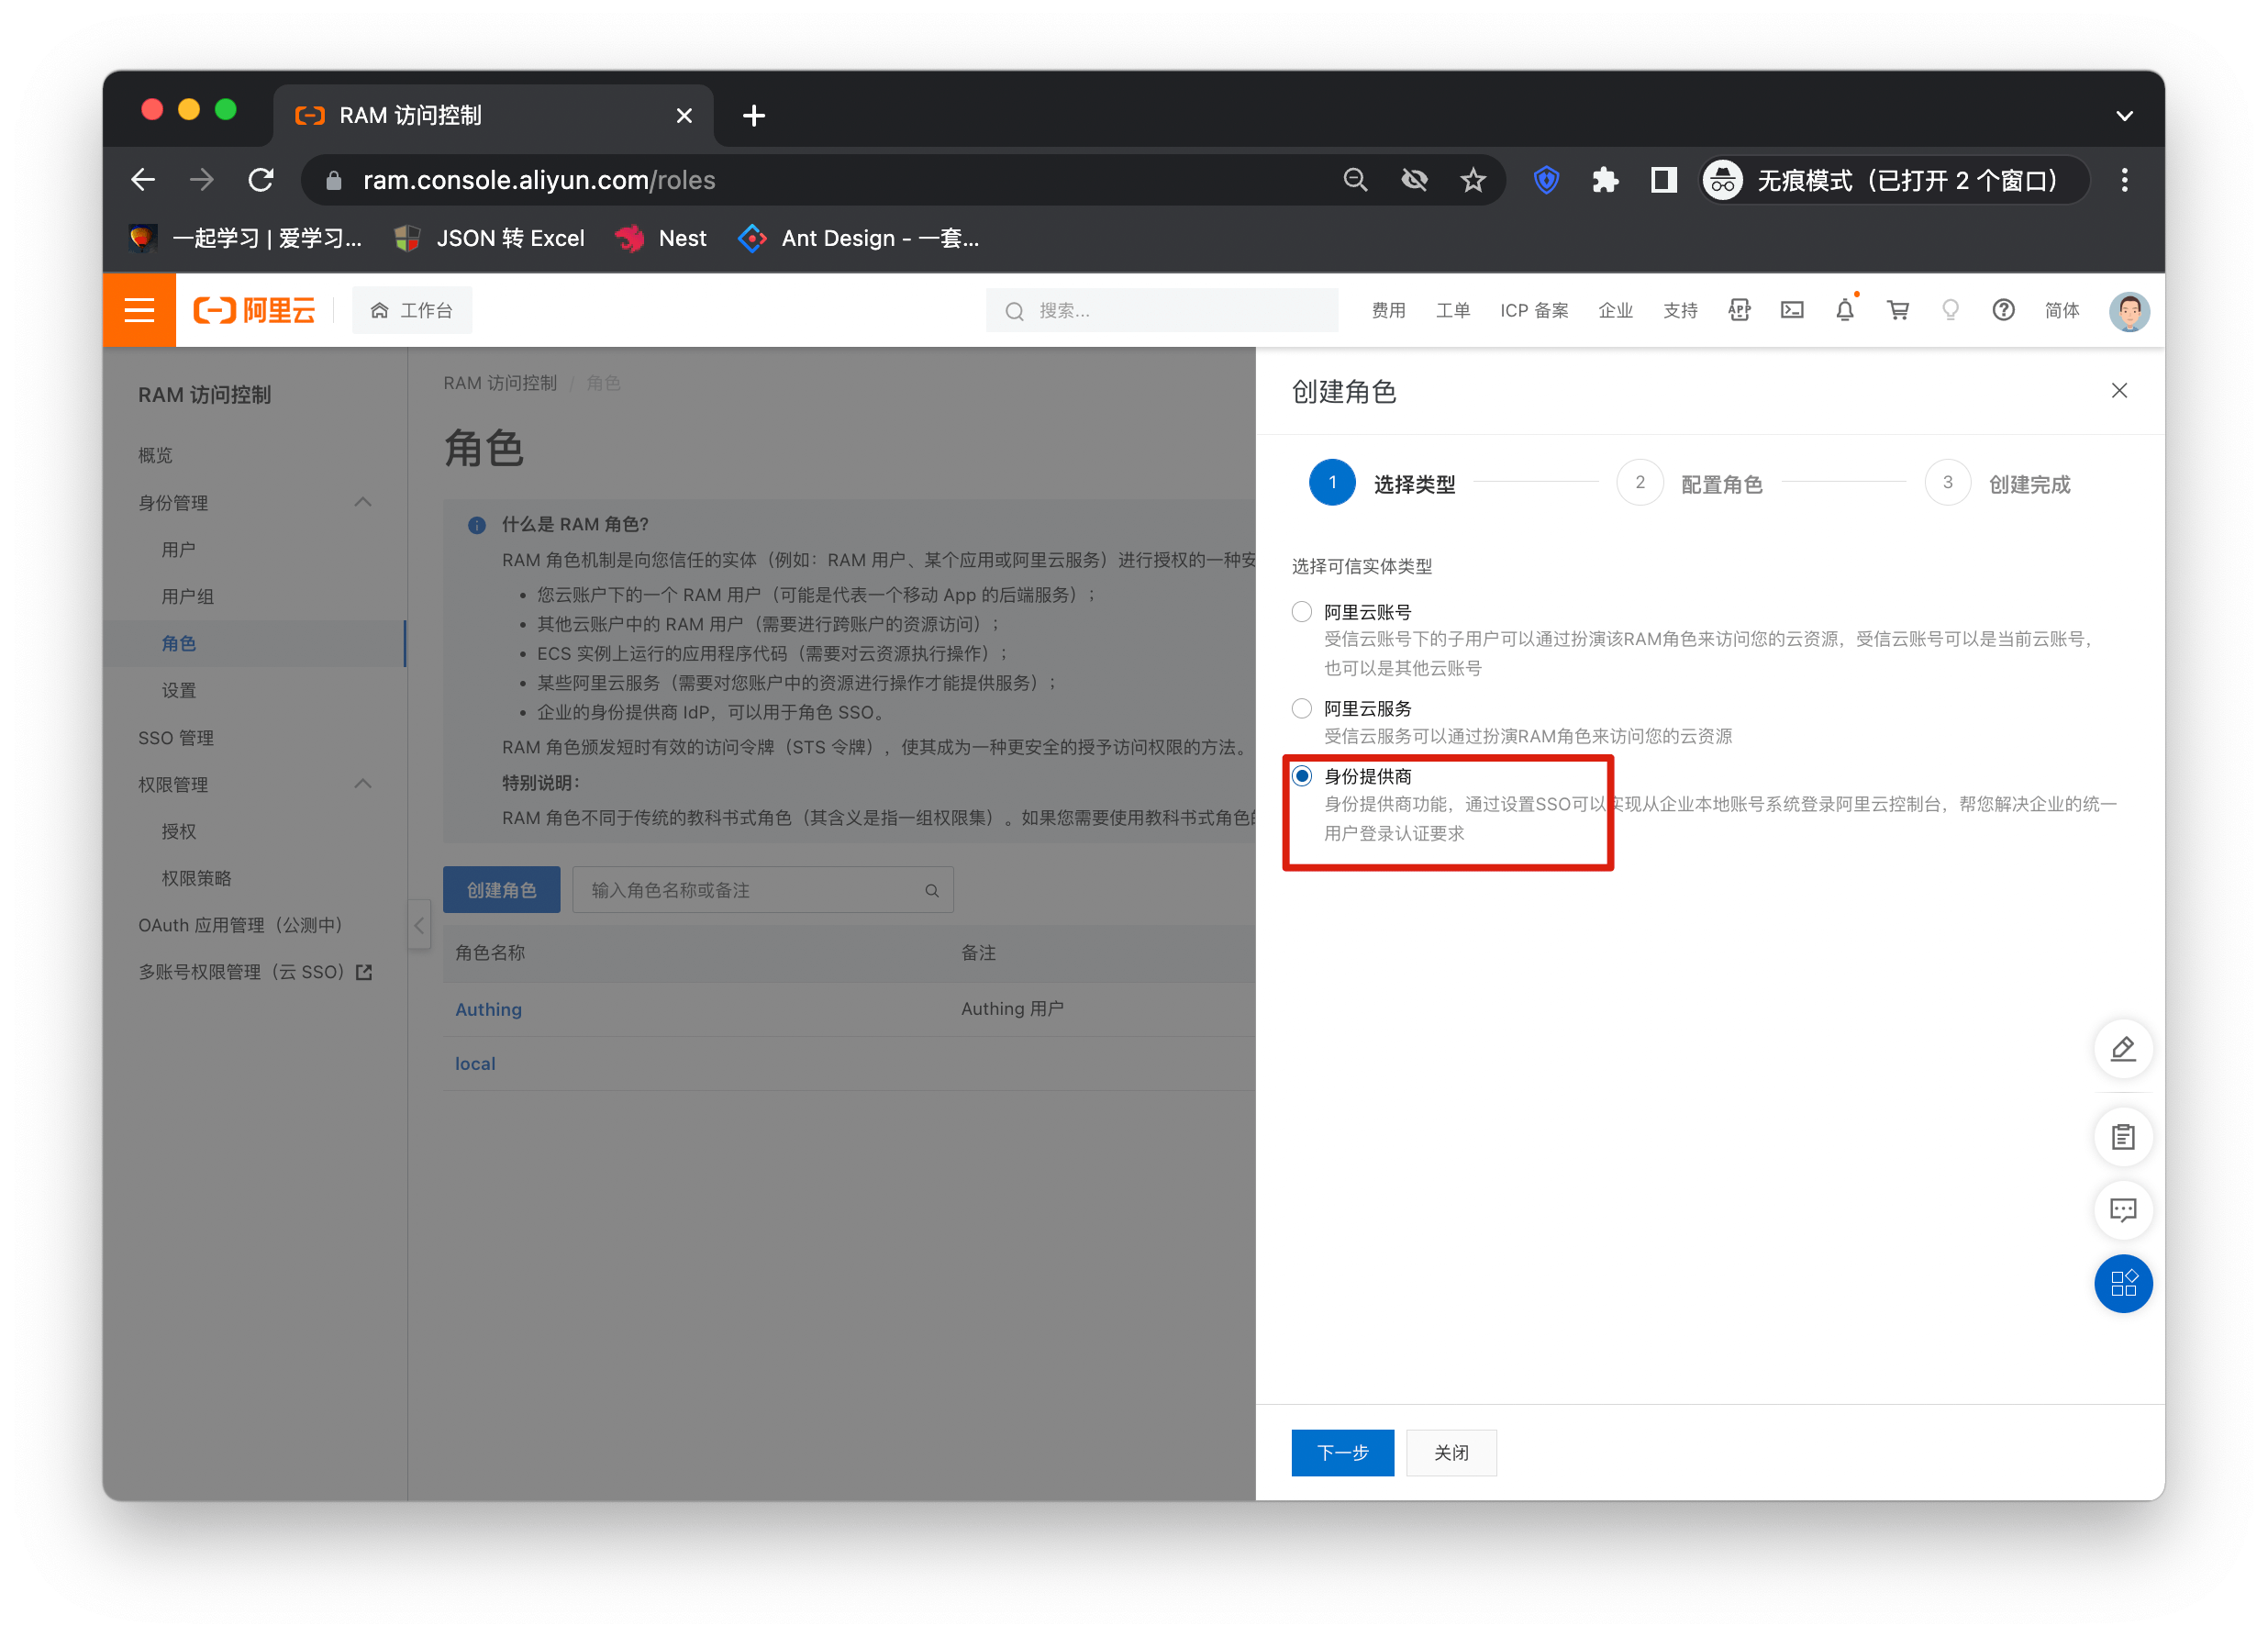 RAM 访问控制
ram.console.aliyun.com/roles
无痕模式（已打开 2 个窗口）
一起学习 | 爱学习...
JSON 转 Excel
Nest
Ant Design - 一套...
阿里云
工作台
搜索...
费用
工单
ICP 备案
企业
支持
APP
简体
RAM 访问控制
概览
身份管理
用户
用户组
角色
设置
SSO 管理
权限管理
授权
权限策略
OAuth 应用管理（公测中）
多账号权限管理（云 SSO）
RAM 访问控制 / 角色
角色
什么是 RAM 角色?
RAM 角色机制是向您信任的实体（例如：RAM 用户、某个应用或阿里云服务）进行授权的一种安
• 您云账户下的一个 RAM 用户（可能是代表一个移动 App 的后端服务）；
• 其他云账户中的 RAM 用户（需要进行跨账户的资源访问）；
• ECS 实例上运行的应用程序代码（需要对云资源执行操作）；
• 某些阿里云服务（需要对您账户中的资源进行操作才能提供服务）；
• 企业的身份提供商 IdP，可以用于角色 SSO。
RAM 角色颁发短时有效的访问令牌（STS 令牌），使其成为一种更安全的授予访问权限的方法。
特别说明：
RAM 角色不同于传统的教科书式角色（其含义是指一组权限集）。如果您需要使用教科书式角色的
创建角色
输入角色名称或备注
角色名称
备注
Authing
Authing 用户
local
创建角色
1 选择类型
2 配置角色
3 创建完成
选择可信实体类型
阿里云账号
受信云账号下的子用户可以通过扮演该RAM角色来访问您的云资源，受信云账号可以是当前云账号，
也可以是其他云账号
阿里云服务
受信云服务可以通过扮演RAM角色来访问您的云资源
身份提供商
身份提供商功能，通过设置SSO可以实现从企业本地账号系统登录阿里云控制台，帮您解决企业的统一
用户登录认证要求
下一步
关闭